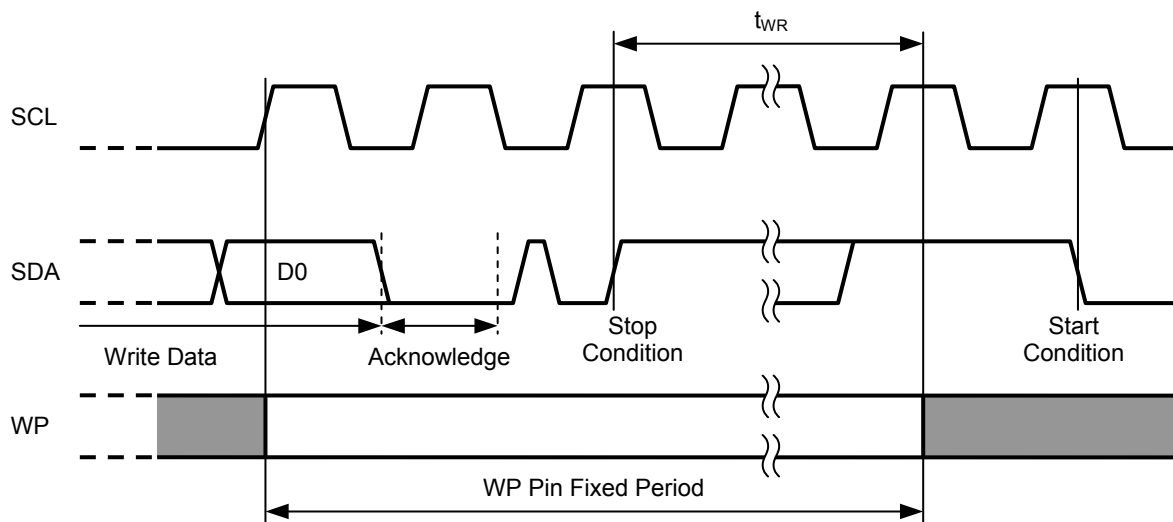 tWR
SCL
SDA
D0
Stop
Condition
Start
Condition
Write Data
Acknowledge
WP
WP Pin Fixed Period